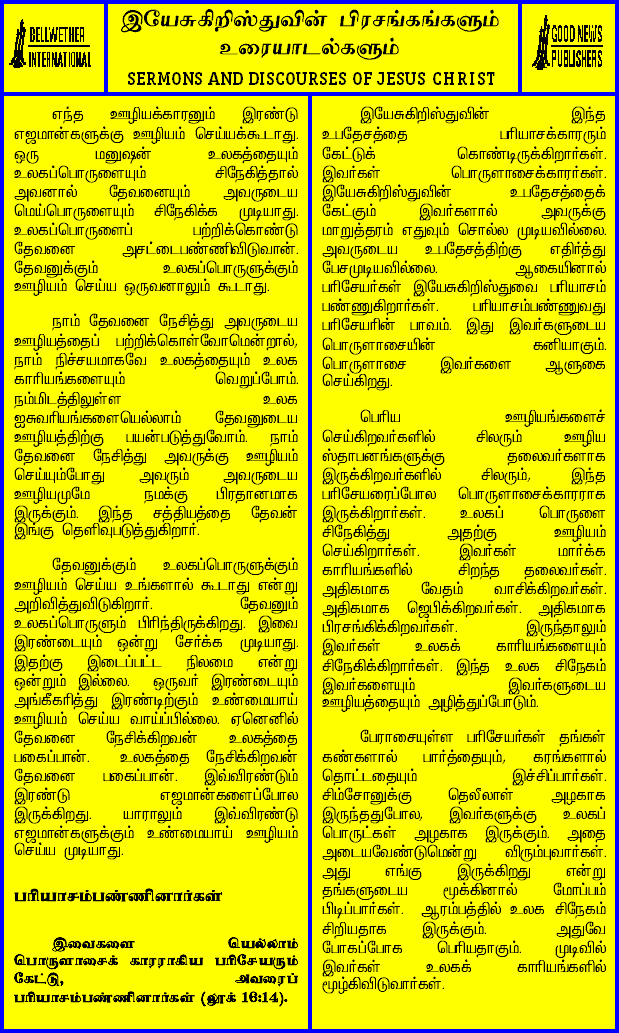 BELLWETHER
INTERNATIONAL
இயேசுகிறிஸ்துவின் பிரசங்கங்களும்
உரையாடல்களும்
SERMONS AND DISCOURSES OF JESUS CHRIST
GOOD NEWS
PUBLISHERS
எந்த ஊழியக்காரனும் இரண்டு
எஜமான்களுக்கு ஊழியம் செய்யக்கூடாது.
ஒரு மனுஷன் உலகத்தையும்
உலகப்பொருளையும் சிநேகித்தால்
அவனால் தேவனையும் அவருடைய
மெய்பொருளையும் சிநேகிக்க முடியாது.
உலகப்பொருளைப் பற்றிக்கொண்டு
தேவனை அசட்டைபண்ணிவிடுவான்.
தேவனுக்கும் உலகப்பொருளுக்கும்
ஊழியம் செய்ய ஒருவனாலும் கூடாது.
நாம் தேவனை நேசித்து அவருடைய
ஊழியத்தைப் பற்றிக்கொள்வோமென்றால்,
நாம் நிச்சயமாகவே உலகத்தையும் உலக
காரியங்களையும் வெறுப்போம்.
நம்மிடத்திலுள்ள உலக
ஐசுவரியங்களையெல்லாம் தேவனுடைய
ஊழியத்திற்கு பயன்படுத்துவோம். நாம்
தேவனை நேசித்து அவருக்கு ஊழியம்
செய்யும்போது அவரும் அவருடைய
ஊழியமுமே நமக்கு பிரதானமாக
இருக்கும். இந்த சத்தியத்தை தேவன்
இங்கு தெளிவுபடுத்துகிறார்.
தேவனுக்கும் உலகப்பொருளுக்கும்
ஊழியம் செய்ய உங்களால் கூடாது என்று
அறிவித்துவிடுகிறார். தேவனும்
உலகப்பொருளும் பிரிந்திருக்கிறது. இவை
இரண்டையும் ஒன்று சேர்க்க முடியாது.
இதற்கு இடைப்பட்ட நிலமை என்று
ஒன்றும் இல்லை. ஒருவர் இரண்டையும்
அங்கீகரித்து இரண்டிற்கும் உண்மையாய்
ஊழியம் செய்ய வாய்ப்பில்லை. ஏனெனில்
தேவனை நேசிக்கிறவன் உலகத்தை
பகைப்பான். உலகத்தை நேசிக்கிறவன்
தேவனை பகைப்பான். இவ்விரண்டும்
இரண்டு எஜமான்களைப்போல
இருக்கிறது. யாராலும் இவ்விரண்டு
எஜமான்களுக்கும் உண்மையாய் ஊழியம்
செய்ய முடியாது.
பரியாசம்பண்ணினார்கள்
இவைகளை யெல்லாம்
பொருளாசைக் காரராகிய பரிசேயரும்
கேட்டு, அவரைப்
பரியாசம்பண்ணினார்கள் (லூக் 16:14).
இயேசுகிறிஸ்துவின் இந்த
உபதேசத்தை பரியாசக்காரரும்
கேட்டுக் கொண்டிருக்கிறார்கள்.
இவர்கள் பொருளாசைக்காரர்கள்.
இயேசுகிறிஸ்துவின் உபதேசத்தைக்
கேட்கும் இவர்களால் அவருக்கு
மாறுத்தரம் எதுவும் சொல்ல முடியவில்லை.
அவருடைய உபதேசத்திற்கு எதிர்த்து
பேசமுடியவில்லை. ஆகையினால்
பரிசேயர்கள் இயேசுகிறிஸ்துவை பரியாசம்
பண்ணுகிறார்கள். பரியாசம்பண்ணுவது
பரிசேயரின் பாவம். இது இவர்களுடைய
பொருளாசையின் கனியாகும்.
பொருளாசை இவர்களை ஆளுகை
செய்கிறது.
பெரிய ஊழியங்களைச்
செய்கிறவர்களில் சிலரும் ஊழிய
ஸ்தாபனங்களுக்கு தலைவர்களாக
இருக்கிறவர்களில் சிலரும், இந்த
பரிசேயரைப்போல பொருளாசைக்காரராக
இருக்கிறார்கள். உலகப் பொருளை
சிநேகித்து அதற்கு ஊழியம்
செய்கிறார்கள். இவர்கள் மார்க்க
காரியங்களில் சிறந்த தலைவர்கள்.
அதிகமாக வேதம் வாசிக்கிறவர்கள்.
அதிகமாக ஜெபிக்கிறவர்கள். அதிகமாக
பிரசங்கிக்கிறவர்கள். இருந்தாலும்
இவர்கள் உலகக் காரியங்களையும்
சிநேகிக்கிறார்கள். இந்த உலக சிநேகம்
இவர்களையும் இவர்களுடைய
ஊழியத்தையும் அழித்துப்போடும்.
பேராசையுள்ள பரிசேயர்கள் தங்கள்
கண்களால் பார்த்தையும், கரங்களால்
தொட்டதையும் இச்சிப்பார்கள்.
சிம்சோனுக்கு தெலீலாள் அழகாக
இருந்ததுபோல, இவர்களுக்கு உலகப்
பொருட்கள் அழகாக இருக்கும். அதை
அடையவேண்டுமென்று விரும்புவார்கள்.
அது எங்கு இருக்கிறது என்று
தங்களுடைய மூக்கினால் மோப்பம்
பிடிப்பார்கள். ஆரம்பத்தில் உலக சிநேகம்
சிறியதாக இருக்கும். அதுவே
போகப்போக பெரியதாகும். முடிவில்
இவர்கள் உலகக் காரியங்களில்
மூழ்கிவிடுவார்கள்.